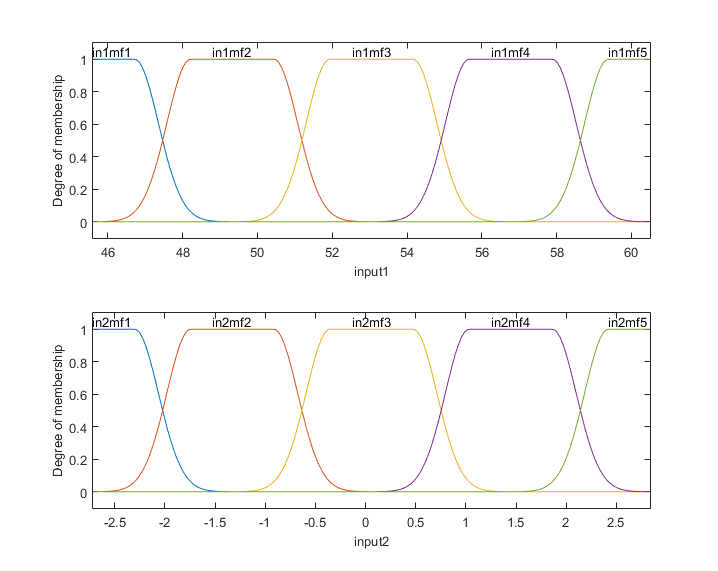 in1mf1 in1mf2 in1mf3 in1mf4 in1mf5
1
0.8
0.6
0.4
0.2
0
Degree of membership
46 48 50 52 54 56 58 60
input1
in2mf1 in2mf2 in2mf3 in2mf4 in2mf5
1
0.8
0.6
0.4
0.2
0
Degree of membership
-2.5 -2 -1.5 -1 -0.5 0 0.5 1 1.5 2 2.5
input2